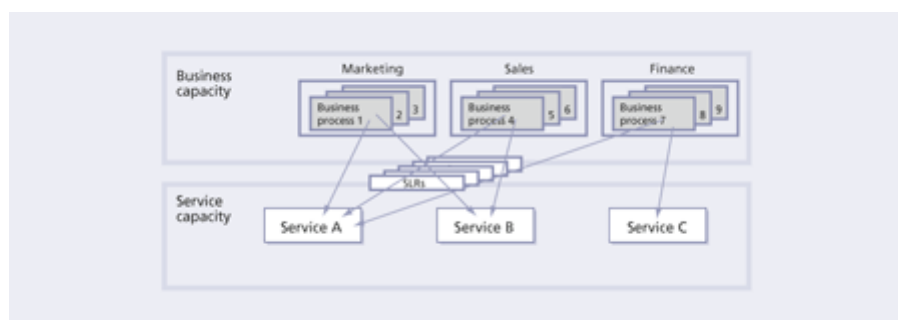 Business
capacity
Marketing
Sales
Finance
Business
process 1
2
3
Business
process 4
5
6
Business
process 7
8
9
SLRs
Service
capacity
Service A
Service B
Service C